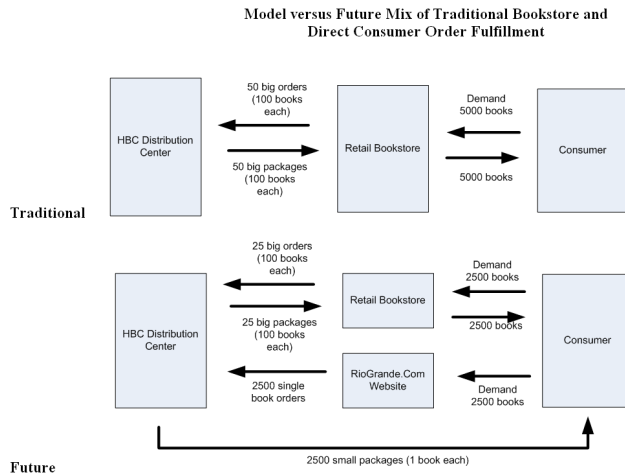 Model versus Future Mix of Traditional Bookstore and
Direct Consumer Order Fulfillment
50 big orders
(100 books
each)
Demand
5000 books
HBC Distribution
Center
Retail Bookstore
Consumer
50 big packages
(100 books
each)
5000 books
Traditional
25 big orders
(100 books
each)
Demand
2500 books
Retail Bookstore
HBC Distribution
Center
25 big packages
(100 books
each)
2500 books
Consumer
RioGrande.Com
Website
2500 single
book orders
Demand
2500 books
2500 small packages (1 book each)
Future